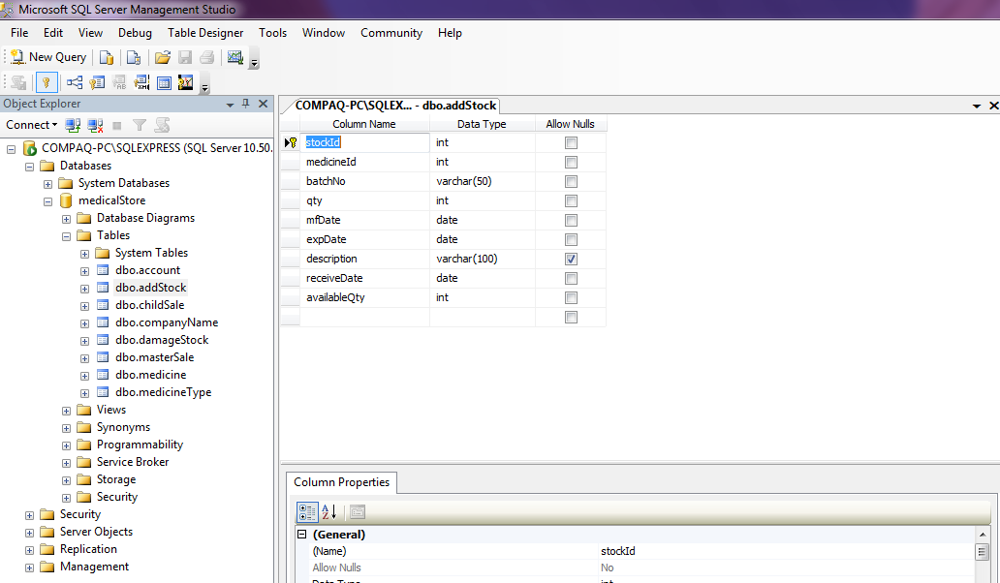 Microsoft SQL Server Management Studio
File Edit View Debug Table Designer Tools Window Community Help
New Query
Object Explorer
Connect
COMPAQ-PC\SQLEXPRESS (SQL Server 10.50.
Databases
System Databases
medicalStore
Database Diagrams
Tables
System Tables
dbo.account
dbo.addStock
dbo.childSale
dbo.companyName
dbo.damageStock
dbo.masterSale
dbo.medicine
dbo.medicineType
Views
Synonyms
Programmability
Service Broker
Storage
Security
Security
Server Objects
Replication
Management
COMPAQ-PC\SQLEX... - dbo.addStock
Column Name Data Type Allow Nulls
stockId int
medicineId int
batchNo varchar(50)
qty int
mfDate date
expDate date
description varchar(100)
receiveDate date
availableQty int
Column Properties
(General)
(Name) stockId
Allow Nulls No
Data Type int